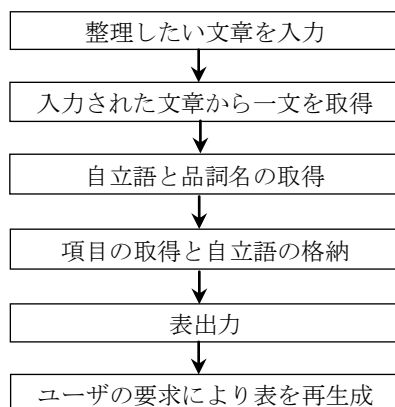 整理したい文章を入力
入力された文章から一文を取得
自立語と品詞名の取得
項目の取得と自立語の格納
表出力
ユーザの要求により表を再生成